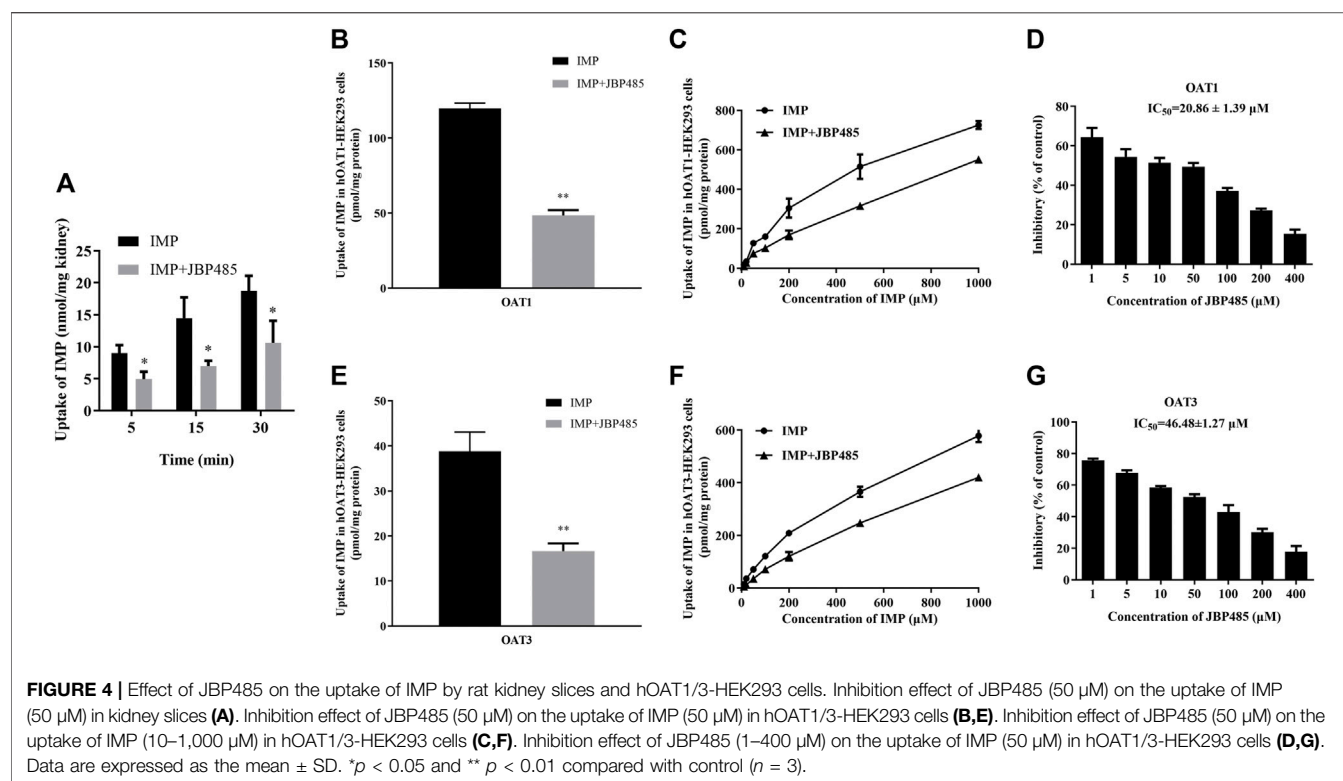 A
Uptake of IMP (nmol/mg kidney)
25
20
15
10
5
0
IMP
IMP+JBP485
*
*
*
5 15 30
Time (min)
B
Uptake of IMP in hOAT1-HEK293 cells
(pmol/mg protein)
150
100
50
0
IMP
IMP+JBP485
**
OAT1
C
Uptake of IMP in hOAT1-HEK293 cells
(pmol/mg protein)
800
600
400
200
0
IMP
IMP+JBP485
0 200 400 600 800 1000
Concentration of IMP (μM)
D
OAT1
IC50=20.86 ± 1.39 μM
Inhibitory (% of control)
80
60
40
20
0
1 5 10 50 100 200 400
Concentration of JBP485 (μM)
E
Uptake of IMP in hOAT3-HEK293 cells
(pmol/mg protein)
50
40
30
20
10
0
IMP
IMP+JBP485
**
OAT3
F
Uptake of IMP in hOAT3-HEK293 cells
(pmol/mg protein)
600
400
200
0
IMP
IMP+JBP485
0 200 400 600 800 1000
Concentration of IMP (μM)
G
OAT3
IC50=46.48±1.27 μM
Inhibitory (% of control)
100
80
60
40
20
0
1 5 10 50 100 200 400
Concentration of JBP485 (μM)
FIGURE 4 | Effect of JBP485 on the uptake of IMP by rat kidney slices and hOAT1/3-HEK293 cells. Inhibition effect of JBP485 (50 μM) on the uptake of IMP
(50 μM) in kidney slices (A). Inhibition effect of JBP485 (50 μM) on the uptake of IMP (50 μM) in hOAT1/3-HEK293 cells (B,E). Inhibition effect of JBP485 (50 μM) on the
uptake of IMP (10–1,000 μM) in hOAT1/3-HEK293 cells (C,F). Inhibition effect of JBP485 (1–400 μM) on the uptake of IMP (50 μM) in hOAT1/3-HEK293 cells (D,G).
Data are expressed as the mean ± SD. *p < 0.05 and ** p < 0.01 compared with control (n = 3).